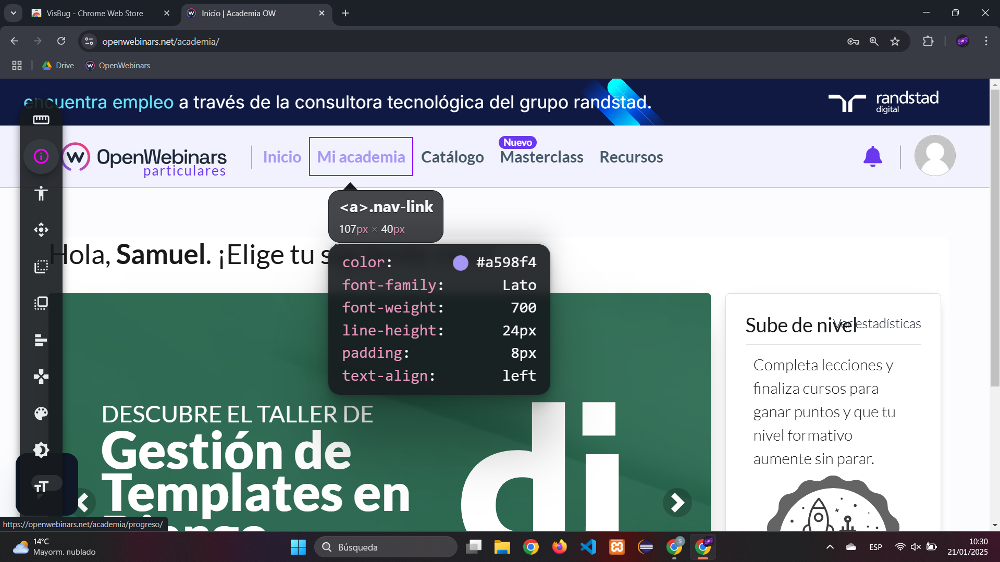 VisBug - Chrome Web Store
Inicio | Academia OW
openwebinars.net/academia/
Drive
OpenWebinars
encuentra empleo a través de la consultora tecnológica del grupo randstad.
randstad
digital
OpenWebinars
particulares
Inicio
Mi academia
Catálogo
Nuevo
Masterclass
Recursos
<a>.nav-link
107px × 40px
Hola, Samuel. ¡Elige tu s
color: #a598f4
font-family: Lato
font-weight: 700
line-height: 24px
padding: 8px
text-align: left
DESCUBRE EL TALLER DE
Gestión de
Templates en
Django
di
Sube de nivel
Ver estadísticas
Completa lecciones y
finaliza cursos para
ganar puntos y que tu
nivel formativo
aumente sin parar.
https://openwebinars.net/academia/progreso/
14°C
Mayorm. nublado
Búsqueda
S
ESP
10:30
21/01/2025